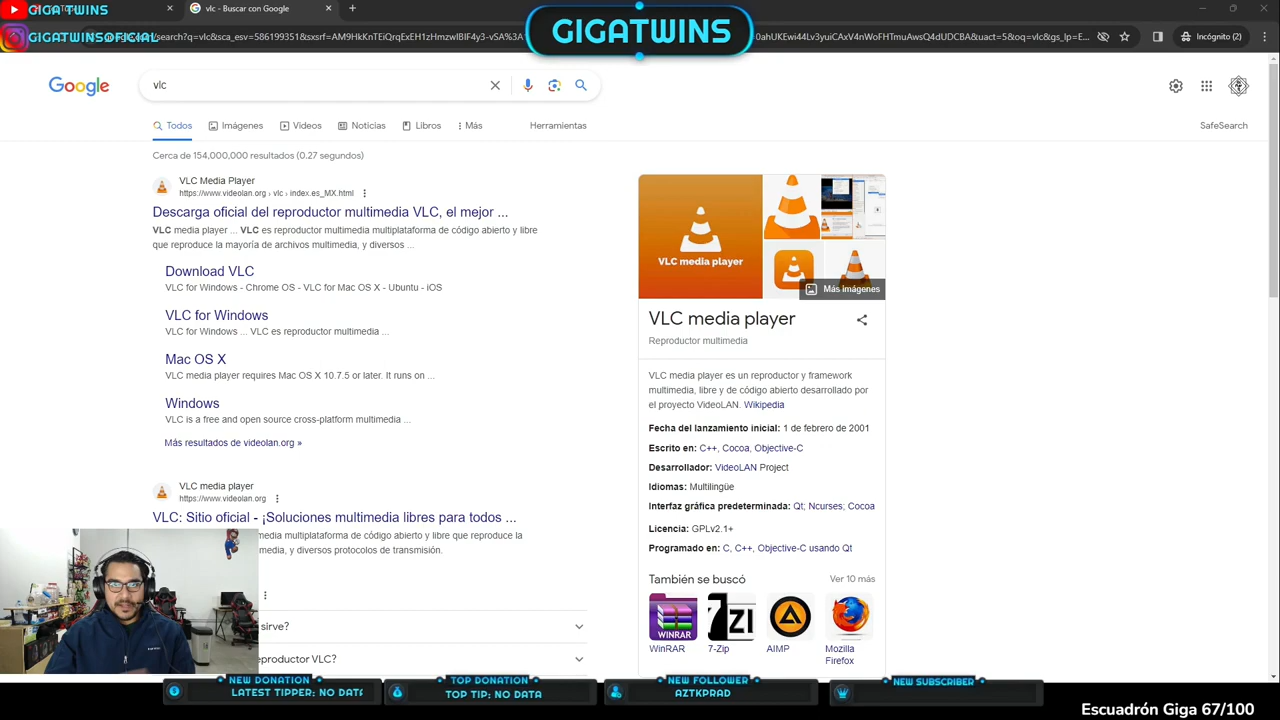 GIGATWINS
GIGATWINSOFICIAL
vlc - Buscar con Google
Incógnito (2)
GIGATWINS
Google
vlc
Todos
Imágenes
Videos
Noticias
Libros
Más
Herramientas
SafeSearch
Cerca de 154,000,000 resultados (0.27 segundos)
VLC Media Player
https://www.videolan.org › vlc › index.es_MX.html
Descarga oficial del reproductor multimedia VLC, el mejor ...
VLC media player ... VLC es reproductor multimedia multiplataforma de código abierto y libre
que reproduce la mayoría de archivos multimedia, y diversos ...
Download VLC
VLC for Windows - Chrome OS - VLC for Mac OS X - Ubuntu - iOS
VLC for Windows
VLC for Windows ... VLC es reproductor multimedia ...
Mac OS X
VLC media player requires Mac OS X 10.7.5 or later. It runs on ...
Windows
VLC is a free and open source cross-platform multimedia ...
Más resultados de videolan.org »
VLC media player
https://www.videolan.org
VLC: Sitio oficial - ¡Soluciones multimedia libres para todos ...
media multiplataforma de código abierto y libre que reproduce la
media, y diversos protocolos de transmisión.
sirve?
reproductor VLC?
VLC media player
Más imágenes
VLC media player
Reproductor multimedia
VLC media player es un reproductor y framework
multimedia, libre y de código abierto desarrollado por
el proyecto VideoLAN. Wikipedia
Fecha del lanzamiento inicial: 1 de febrero de 2001
Escrito en: C++, Cocoa, Objective-C
Desarrollador: VideoLAN Project
Idiomas: Multilingüe
Interfaz gráfica predeterminada: Qt; Ncurses; Cocoa
Licencia: GPLv2.1+
Programado en: C, C++, Objective-C usando Qt
También se buscó
Ver 10 más
WINRAR
7 ZI
WinRAR
7-Zip
AIMP
Mozilla
Firefox
NEW DONATION
LATEST TIPPER: NO DATA
TOP DONATION
TOP TIP: NO DATA
NEW FOLLOWER
AZTKPRAD
NEW SUBSCRIBER
Escuadrón Giga 67/100